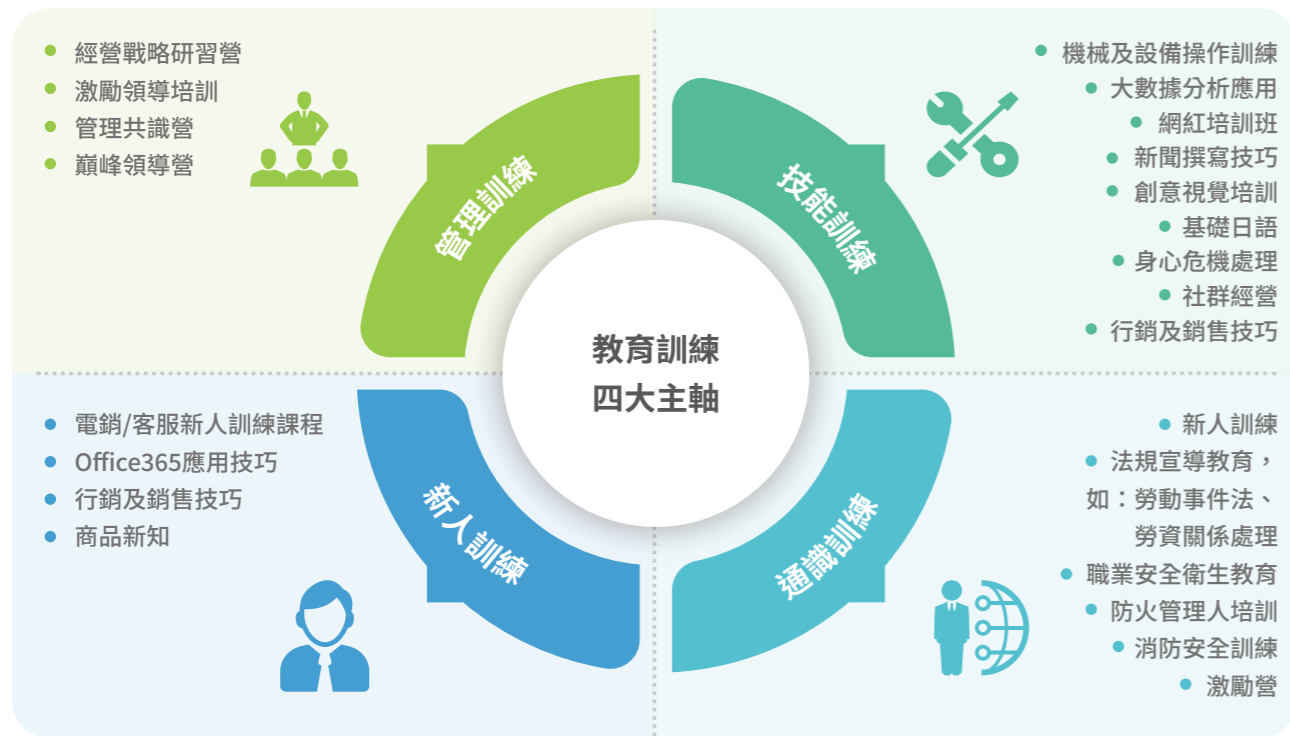 經營戰略研習營
激勵領導培訓
管理共識營
巔峰領導營
管理訓練
技能訓練
機械及設備操作訓練
大數據分析應用
網紅培訓班
新聞撰寫技巧
創意視覺培訓
基礎日語
身心危機處理
社群經營
行銷及銷售技巧
教育訓練
四大主軸
電銷/客服新人訓練課程
Office365應用技巧
行銷及銷售技巧
商品新知
新人訓練
通識訓練
新人訓練
法規宣導教育，
如：勞動事件法、
勞資關係處理
職業安全衛生教育
防火管理人培訓
消防安全訓練
激勵營